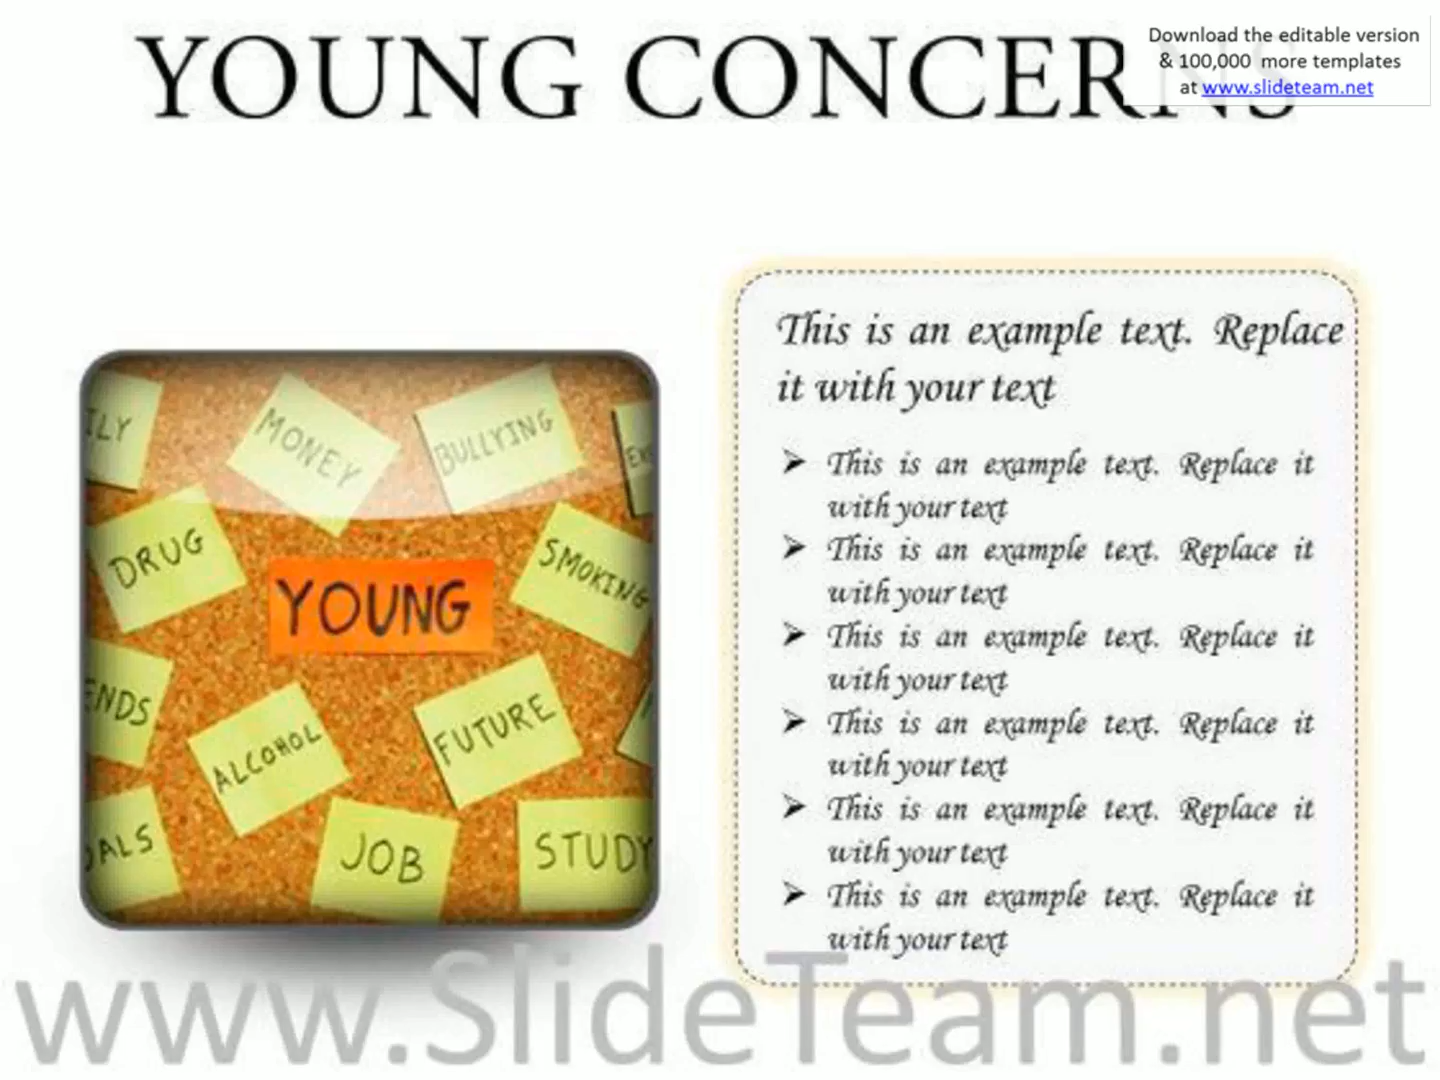 YOUNG CONCERNS
Download the editable version
& 100,000 more templates
at www.slideteam.net
MONEY
BULLYING
DRUG
SMOKING
YOUNG
ALCOHOL
FUTURE
JOB
STUDY
This is an example text. Replace
it with your text
➢ This is an example text. Replace it
with your text
➢ This is an example text. Replace it
with your text
➢ This is an example text. Replace it
with your text
➢ This is an example text. Replace it
with your text
➢ This is an example text. Replace it
with your text
➢ This is an example text. Replace it
with your text
www.SlideTeam.net